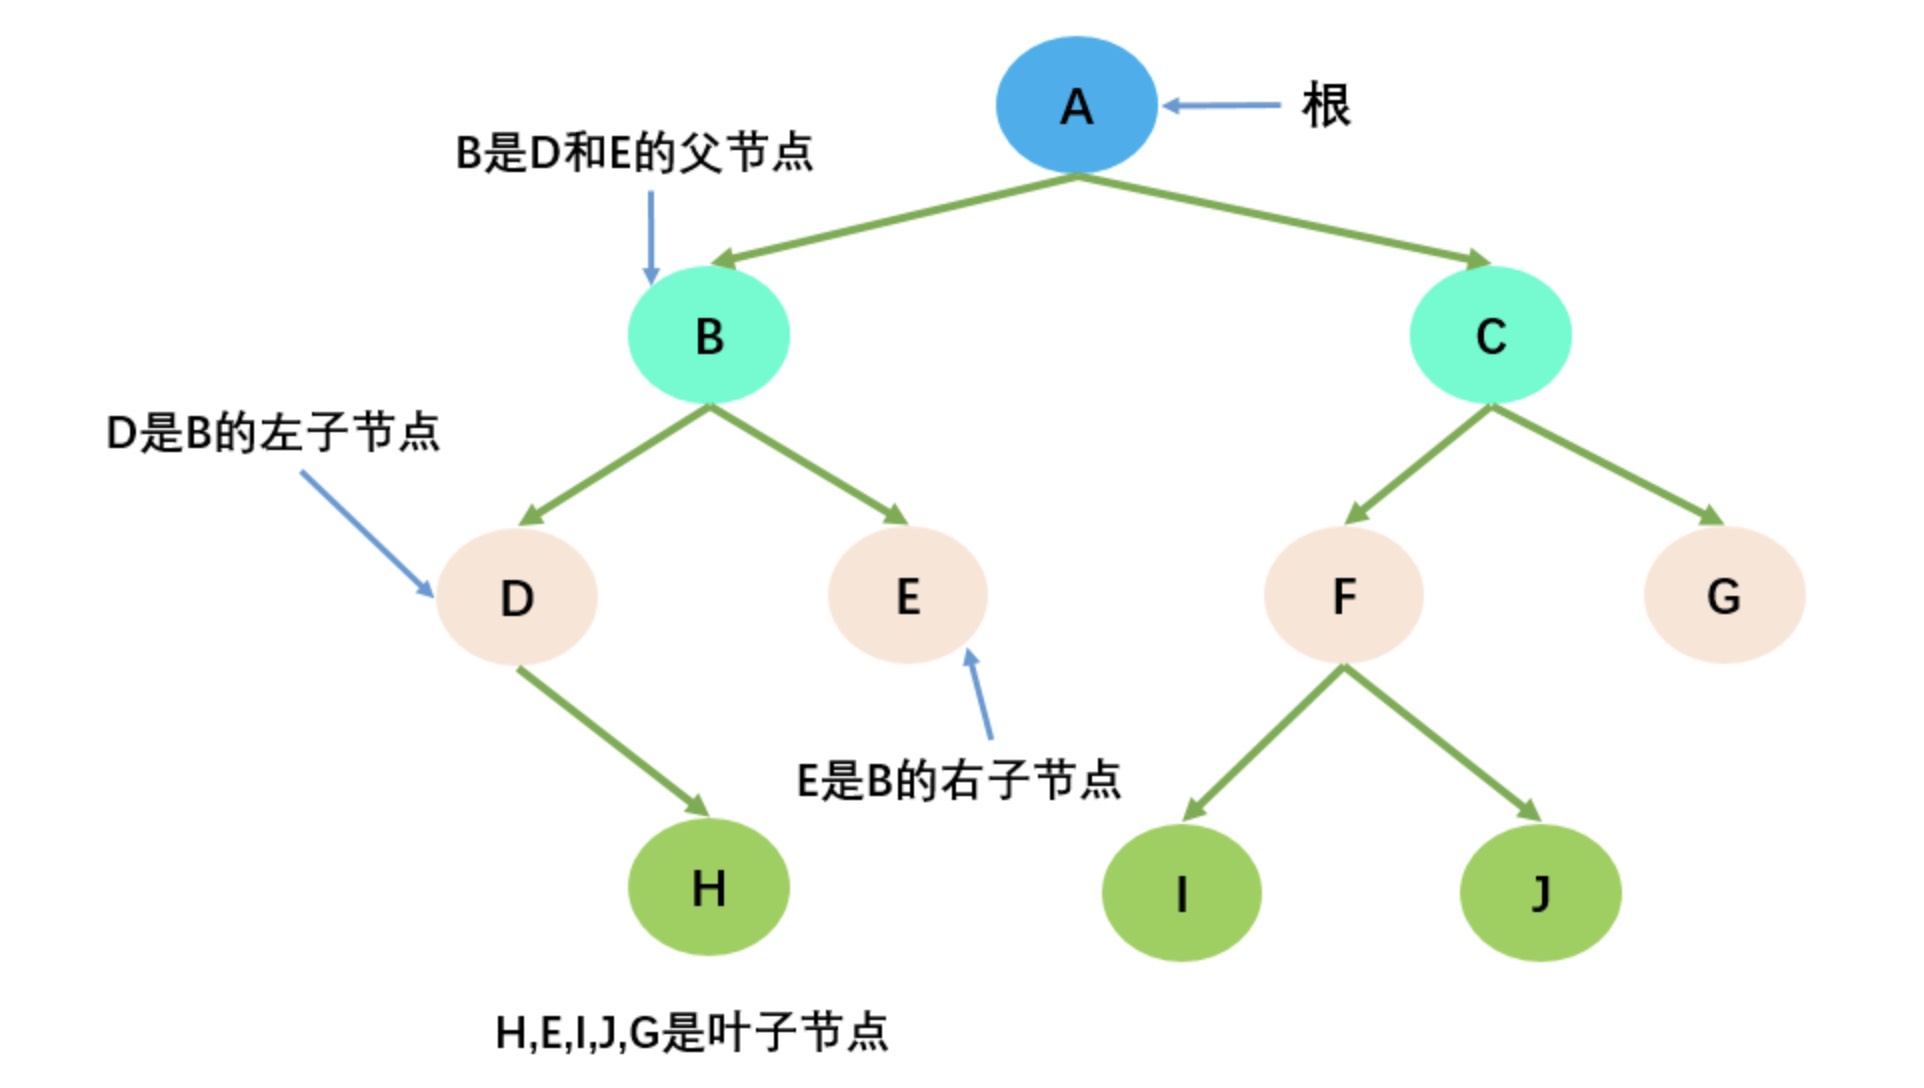 A
根
B是D和E的父节点
B
C
D是B的左子节点
D
E
F
G
E是B的右子节点
H
I
J
H,E,I,J,G是叶子节点